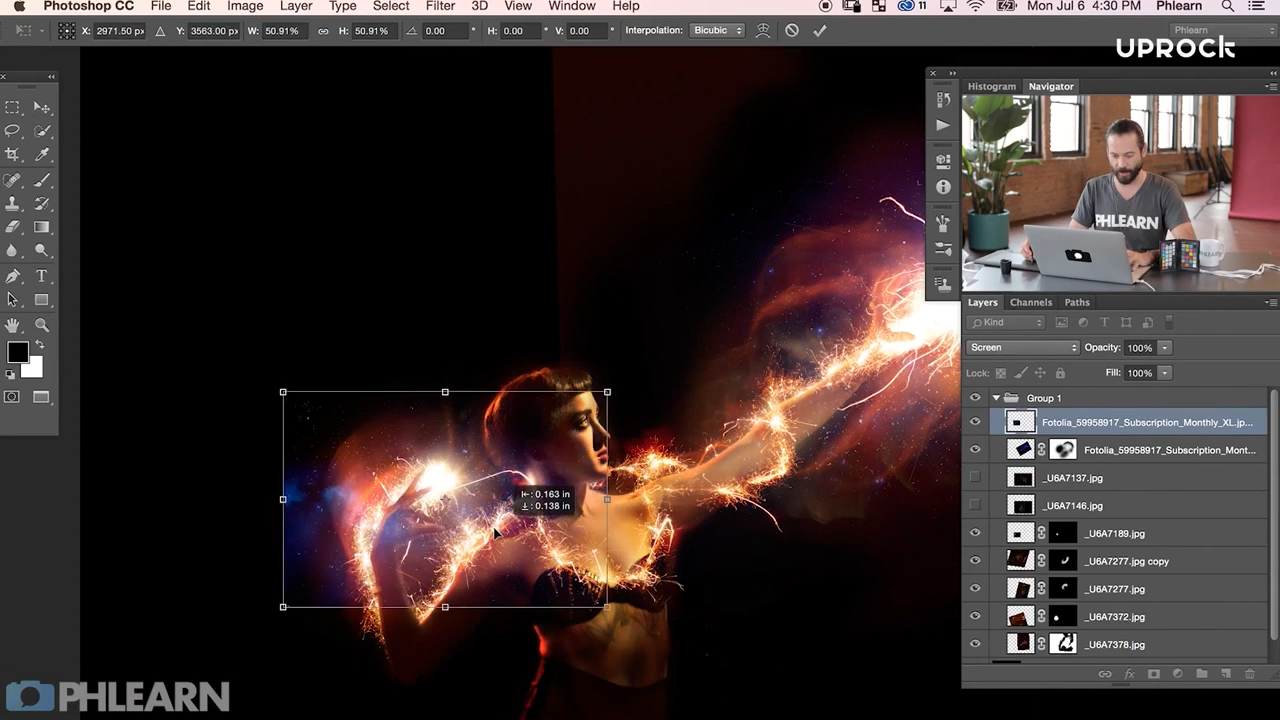 Photoshop CC File Edit Image Layer Type Select Filter 3D View Window Help 11 Mon Jul 6 4:30 PM Phlearn
X: 2971.50 px Y: 3563.00 px W: 50.91% H: 50.91% 0.00 ° H: 0.00 ° V: 0.00 ° Interpolation: Bicubic Phlearn
UPROCK
Histogram Navigator
PHLEARN
Layers Channels Paths
Kind
Screen Opacity: 100%
Lock: Fill: 100%
Group 1
Fotolia_59958917_Subscription_Monthly_XL.jp...
Fotolia_59958917_Subscription_Mont...
_U6A7137.jpg
_U6A7146.jpg
_U6A7189.jpg
_U6A7277.jpg copy
_U6A7277.jpg
_U6A7372.jpg
_U6A7378.jpg
fx
: 0.163 in
: 0.138 in
T
PHLEARN